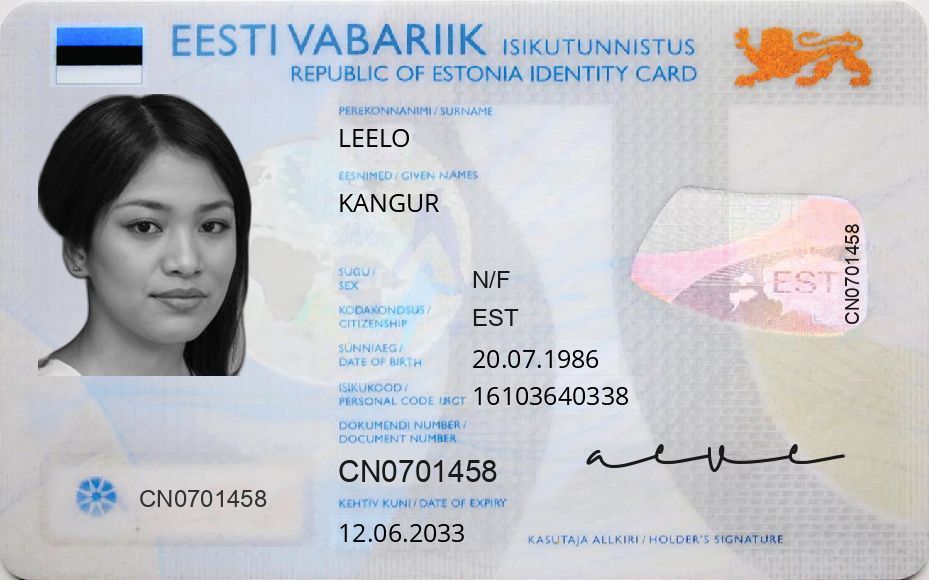 EESTI VABARIIK ISIKUTUNNISTUS
REPUBLIC OF ESTONIA IDENTITY CARD
PEREKONNANIMI / SURNAME
LEELO
EESNIMED / GIVEN NAMES
KANGUR
SUGU /
SEX
N/F
KODAKONDSUS /
CITIZENSHIP
EST
SÜNNIAEG /
DATE OF BIRTH
20.07.1986
ISIKUKOOD /
PERSONAL CODE
16103640338
DOKUMENDI NUMBER /
DOCUMENT NUMBER
CN0701458
KEHTIV KUNI / DATE OF EXPIRY
12.06.2033
CN0701458
EST
CN0701458
KASUTAJA ALLKIRI / HOLDER'S SIGNATURE